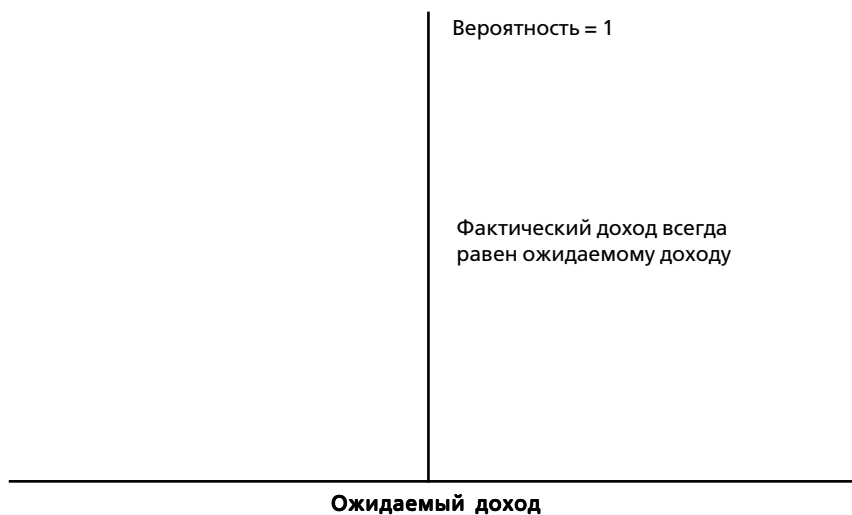 Вероятность = 1
Фактический доход всегда
равен ожидаемому доходу
Ожидаемый доход